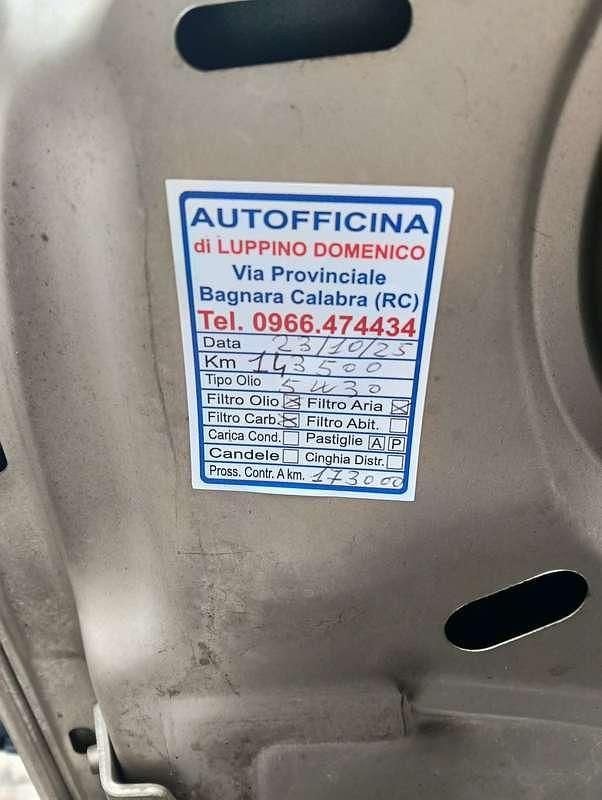 AUTOFFICINA
di LUPPINO DOMENICO
Via Provinciale
Bagnara Calabra (RC)
Tel. 0966.474434
Data 23/10/25
Km 143500
Tipo Olio 5W30
Filtro Olio ☒ Filtro Aria ☒
Filtro Carb. ☒ Filtro Abit. ☐
Carica Cond. ☐ Pastiglie A P
Candele ☐ Cinghia Distr. ☐
Pross. Contr. A km. 173000